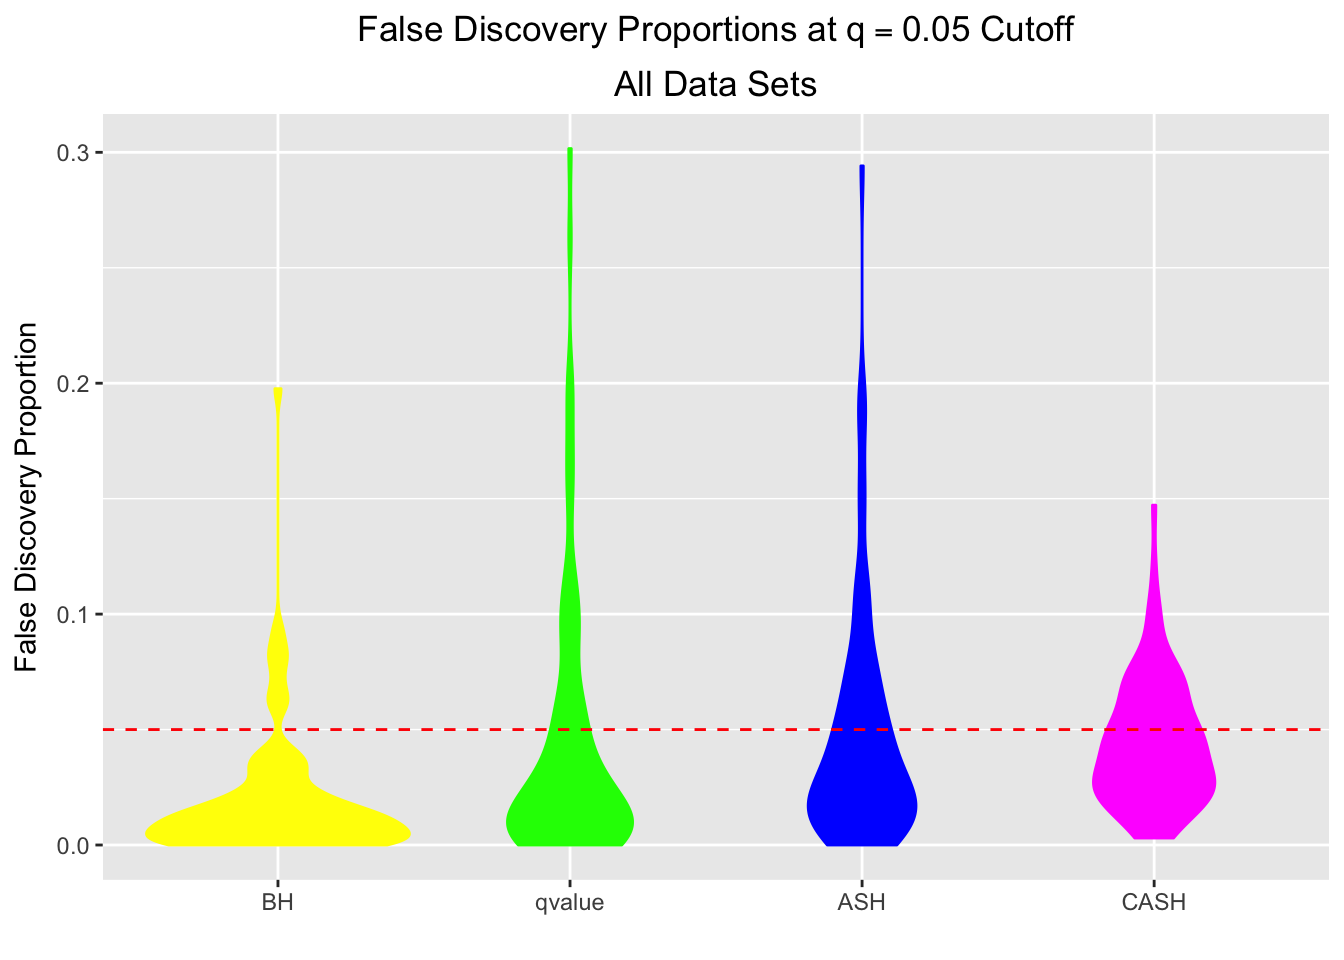 False Discovery Proportions at q = 0.05 Cutoff
All Data Sets
False Discovery Proportion
0.3
0.2
0.1
0.0
BH
qvalue
ASH
CASH